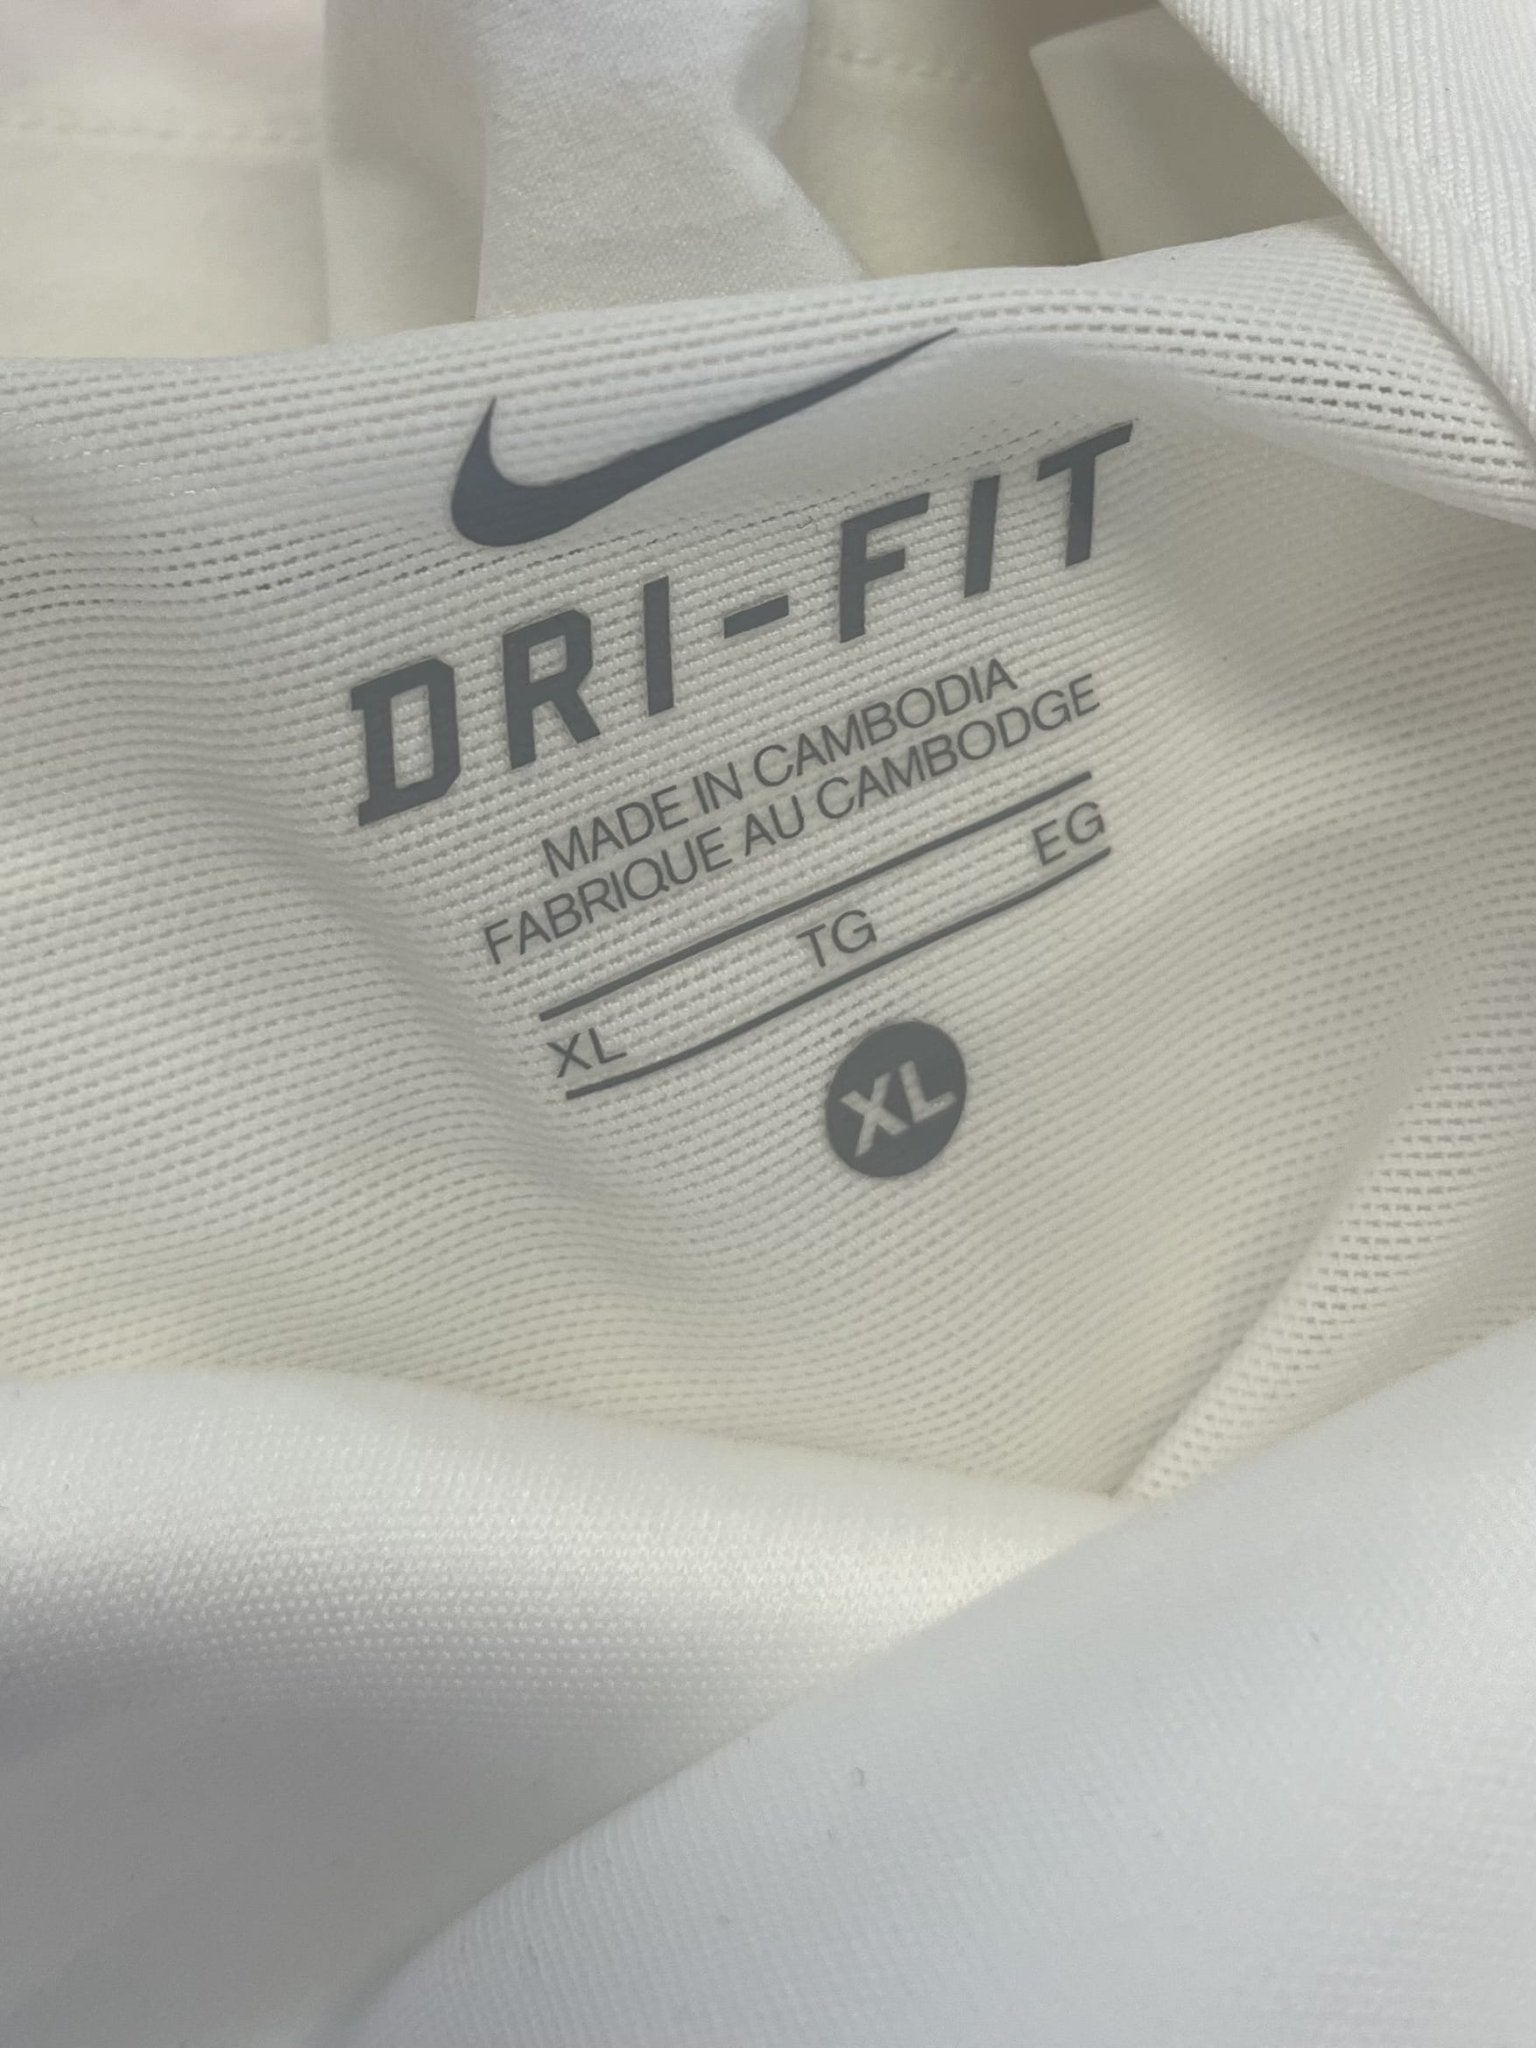 DRI-FIT
MADE IN CAMBODIA
FABRIQUE AU CAMBODGE
XL TG EG
XL